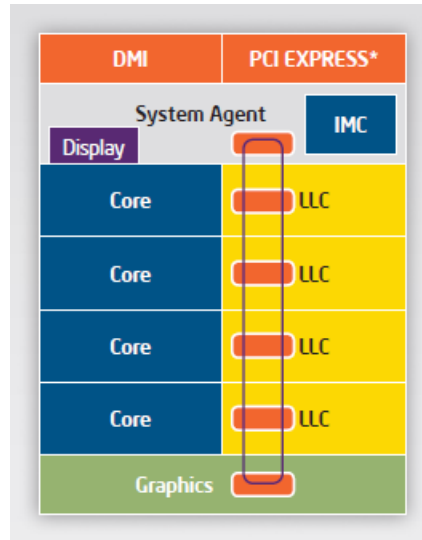 DMI PCI EXPRESS*
System Agent IMC
Display
Core LLC
Core LLC
Core LLC
Core LLC
Graphics